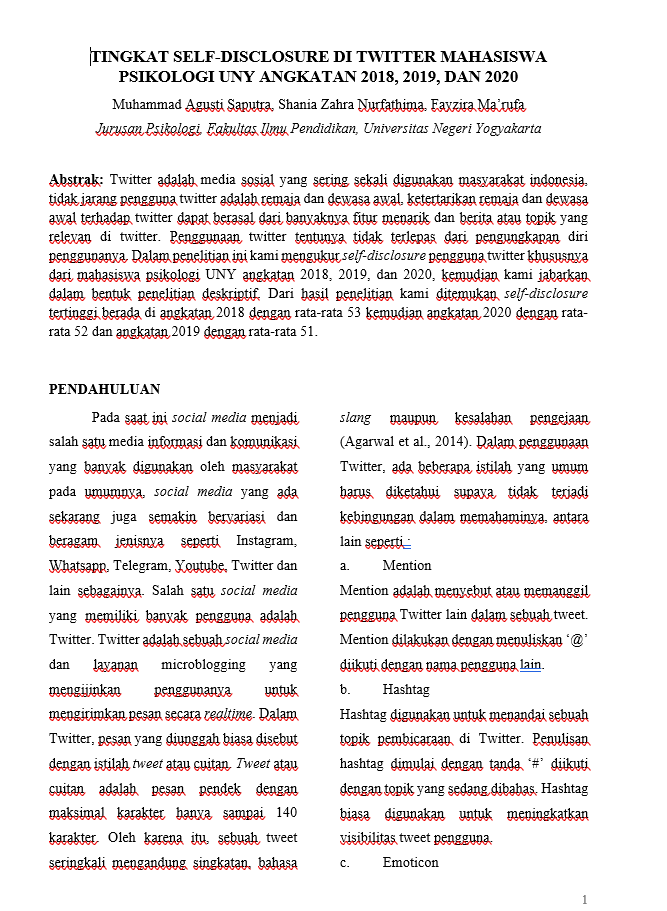 TINGKAT SELF-DISCLOSURE DI TWITTER MAHASISWA
PSIKOLOGI UNY ANGKATAN 2018, 2019, DAN 2020
Muhammad Agusti Saputra, Shania Zahra Nurfathima, Fayzira Ma’rufa
Jurusan Psikologi, Fakultas Ilmu Pendidikan, Universitas Negeri Yogyakarta
Abstrak: Twitter adalah media sosial yang sering sekali digunakan masyarakat indonesia,
tidak jarang pengguna twitter adalah remaja dan dewasa awal, ketertarikan remaja dan dewasa
awal terhadap twitter dapat berasal dari banyaknya fitur menarik dan berita atau topik yang
relevan di twitter. Penggunaan twitter tentunya tidak terlepas dari pengungkapan diri
penggunanya. Dalam penelitian ini kami mengukur self-disclosure pengguna twitter khususnya
dari mahasiswa psikologi UNY angkatan 2018, 2019, dan 2020, kemudian kami jabarkan
dalam bentuk penelitian deskriptif. Dari hasil penelitian kami ditemukan self-disclosure
tertinggi berada di angkatan 2018 dengan rata-rata 53 kemudian angkatan 2020 dengan rata-
rata 52 dan angkatan 2019 dengan rata-rata 51.
PENDAHULUAN
Pada saat ini social media menjadi
salah satu media informasi dan komunikasi
yang banyak digunakan oleh masyarakat
pada umumnya, social media yang ada
sekarang juga semakin bervariasi dan
beragam jenisnya seperti Instagram,
Whatsapp, Telegram, Youtube, Twitter dan
lain sebagainya. Salah satu social media
yang memiliki banyak pengguna adalah
Twitter. Twitter adalah sebuah social media
dan layanan microblogging yang
mengijinkan penggunanya untuk
mengirimkan pesan secara realtime. Dalam
Twitter, pesan yang diunggah biasa disebut
dengan istilah tweet atau cuitan. Tweet atau
cuitan adalah pesan pendek dengan
maksimal karakter hanya sampai 140
karakter. Oleh karena itu, sebuah tweet
seringkali mengandung singkatan, bahasa
slang maupun kesalahan pengejaan
(Agarwal et al., 2014). Dalam penggunaan
Twitter, ada beberapa istilah yang umum
harus diketahui supaya tidak terjadi
kebingungan dalam memahaminya, antara
lain seperti :
a. Mention
Mention adalah menyebut atau memanggil
pengguna Twitter lain dalam sebuah tweet.
Mention dilakukan dengan menuliskan ‘@’
diikuti dengan nama pengguna lain.
b. Hashtag
Hashtag digunakan untuk menandai sebuah
topik pembicaraan di Twitter. Penulisan
hashtag dimulai dengan tanda ‘#’ diikuti
dengan topik yang sedang dibahas. Hashtag
biasa digunakan untuk meningkatkan
visibilitas tweet pengguna.
c. Emoticon
1